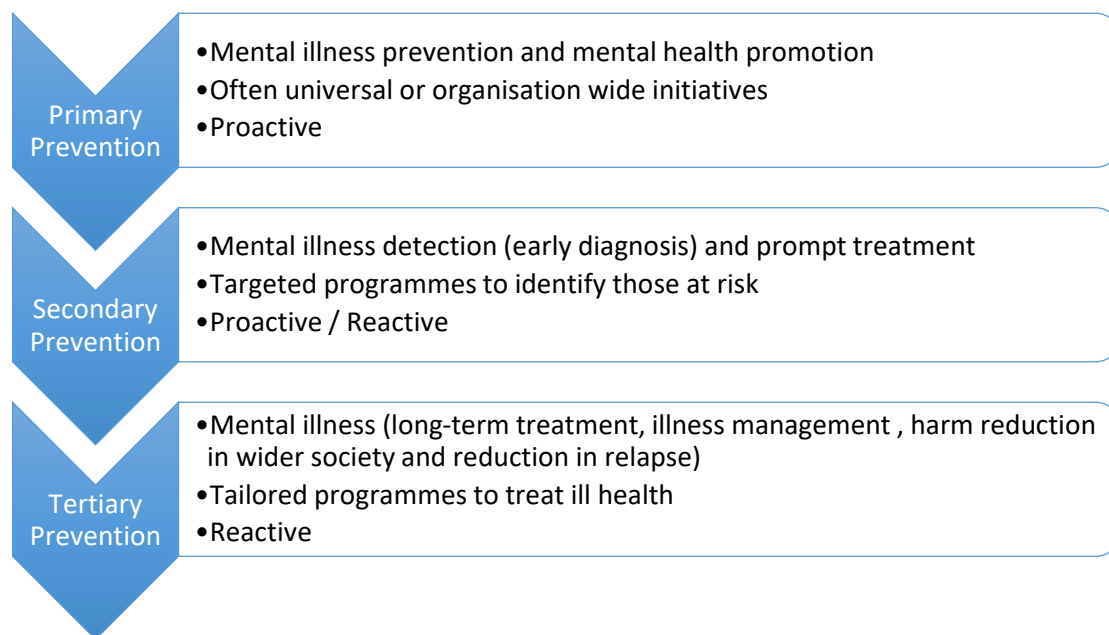 Primary
Prevention
•Mental illness prevention and mental health promotion
•Often universal or organisation wide initiatives
•Proactive
Secondary
Prevention
•Mental illness detection (early diagnosis) and prompt treatment
•Targeted programmes to identify those at risk
•Proactive / Reactive
Tertiary
Prevention
•Mental illness (long-term treatment, illness management , harm reduction
in wider society and reduction in relapse)
•Tailored programmes to treat ill health
•Reactive